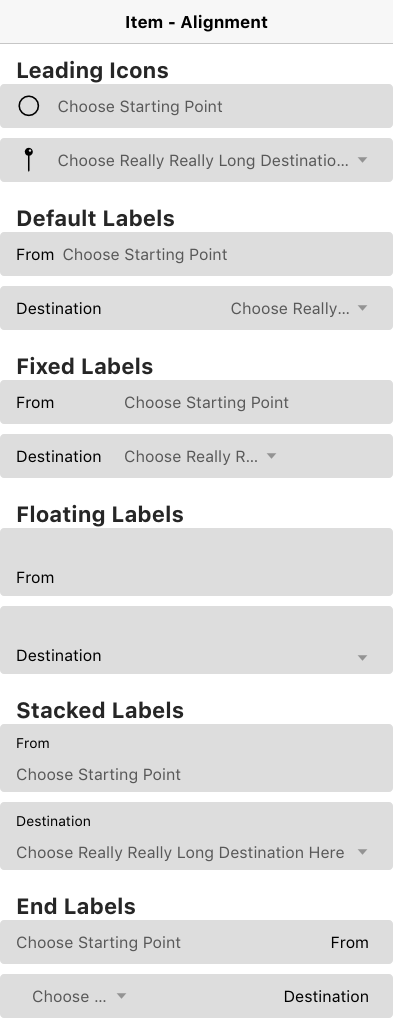 Item - Alignment
Leading Icons
Choose Starting Point
Choose Really Really Long Destinatio...
Default Labels
From Choose Starting Point
Destination Choose Really...
Fixed Labels
From Choose Starting Point
Destination Choose Really R...
Floating Labels
From
Destination
Stacked Labels
From
Choose Starting Point
Destination
Choose Really Really Long Destination Here
End Labels
Choose Starting Point From
Choose ... Destination